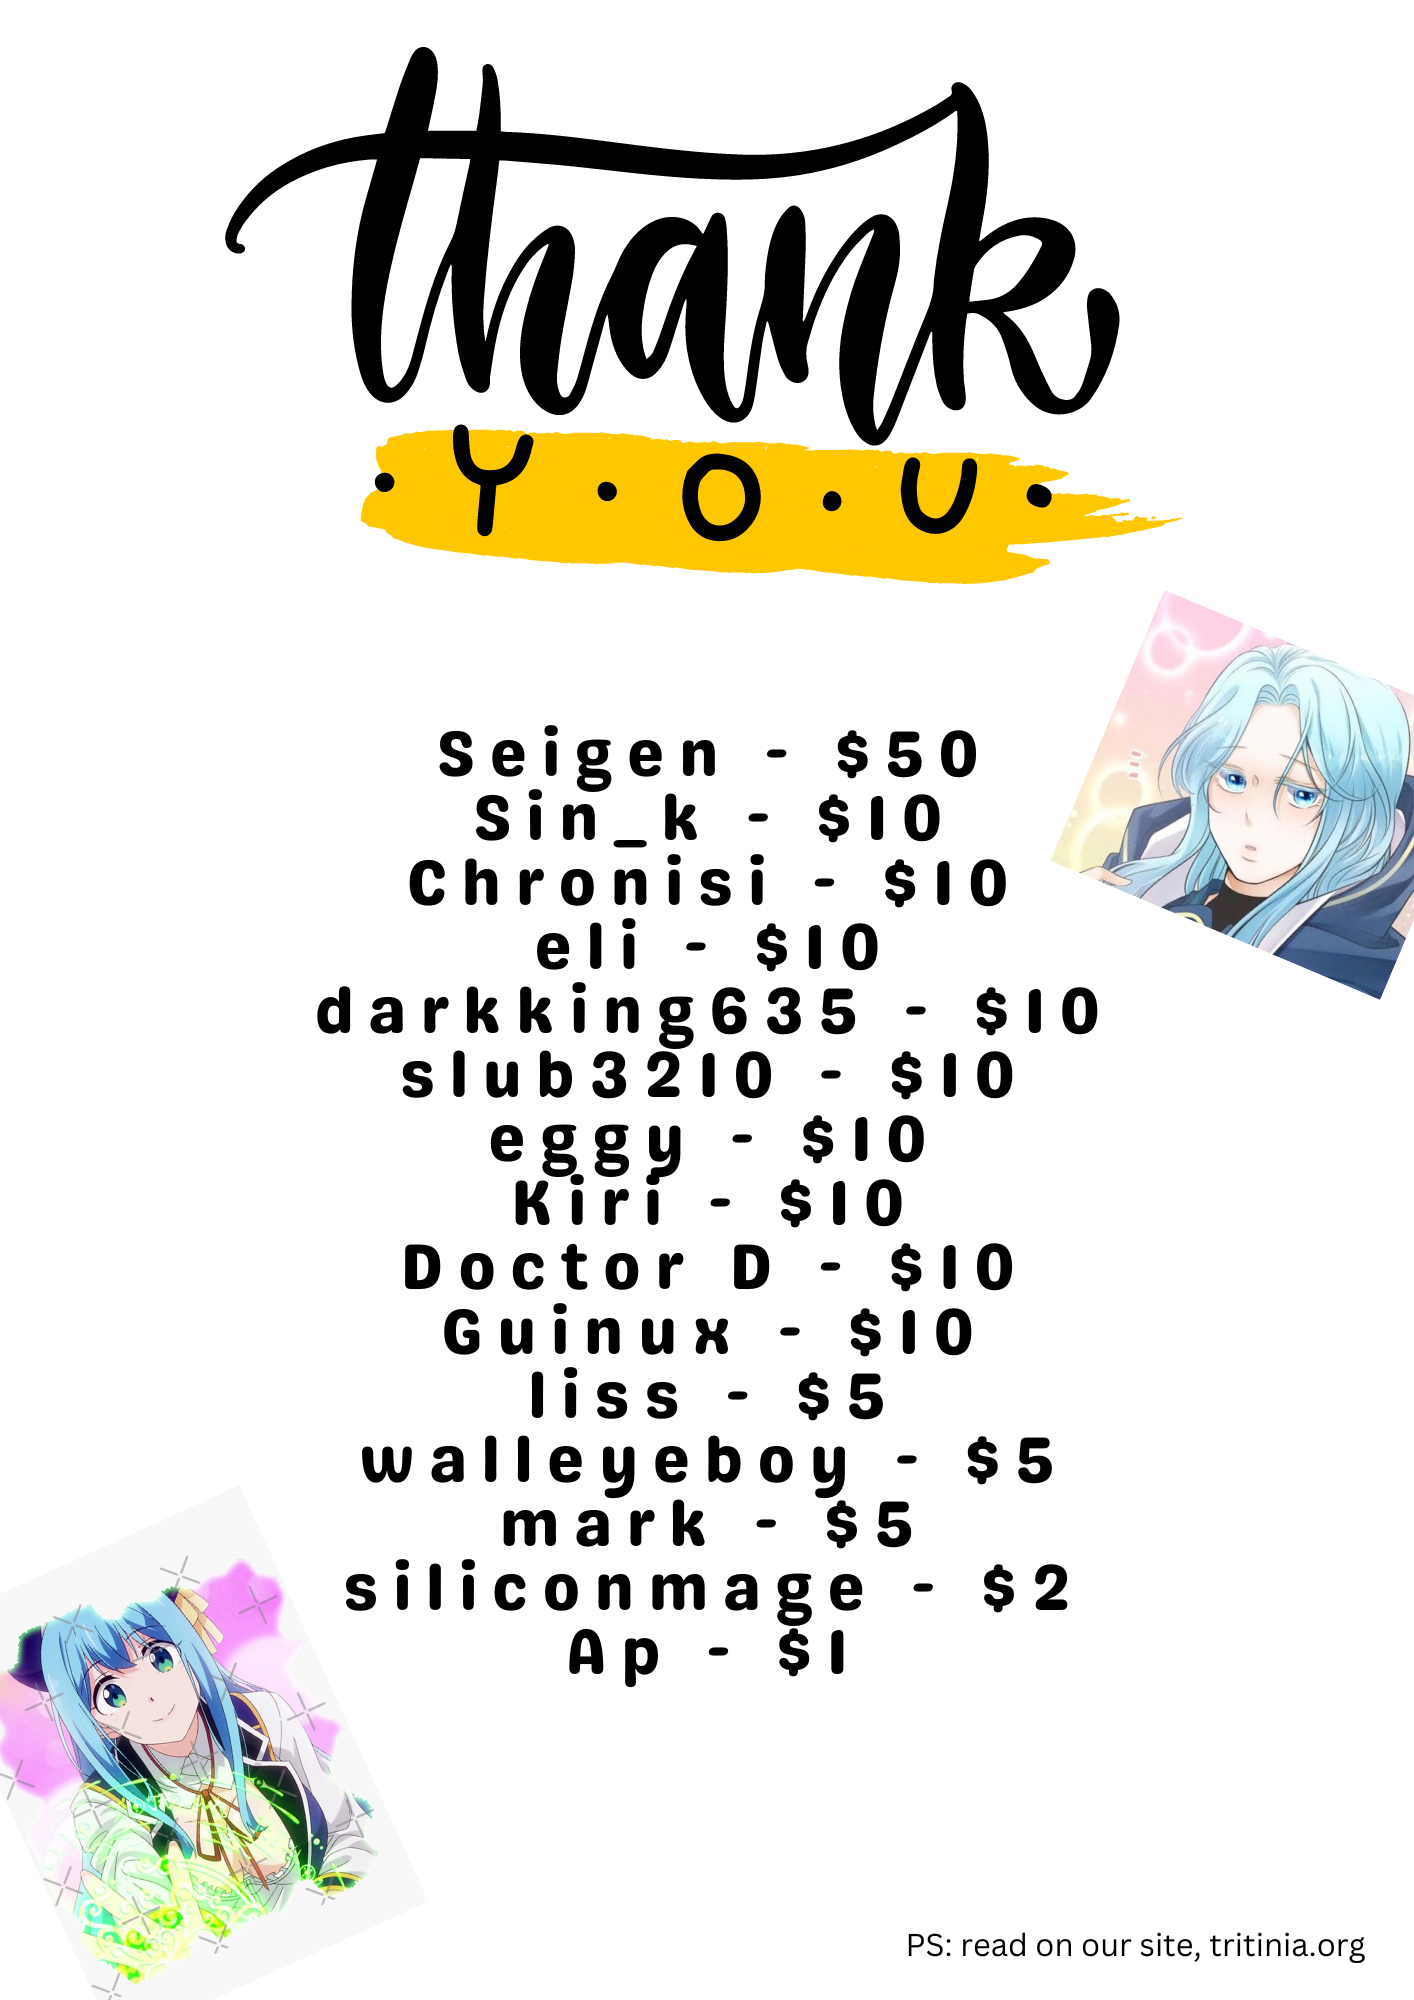 thank
· Y · O · U ·
Seigen - $50
Sin_k - $10
Chronisi - $10
eli - $10
darkking635 - $10
slub3210 - $10
eggy - $10
Kiri - $10
Doctor D - $10
Guinux - $10
liss - $5
walleyeboy - $5
mark - $5
siliconmage - $2
Ap - $1
PS: read on our site, tritinia.org